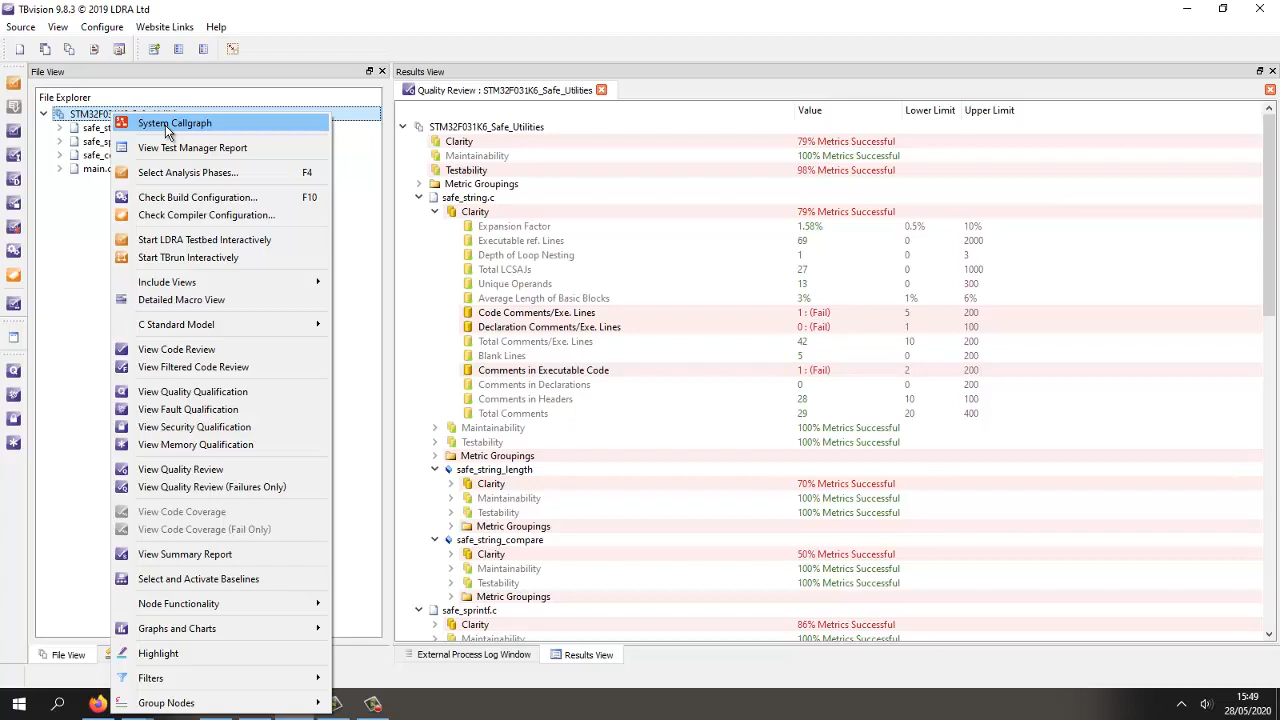 TBvision 9.8.3 © 2019 LDRA Ltd
Source View Configure Website Links Help
File View
File Explorer
STM32F03
safe_st
safe_s
safe_c
main.c
System Callgraph
View Test Manager Report
Select Analysis Phases... F4
Check Build Configuration... F10
Check Compiler Configuration...
Start LDRA Testbed Interactively
Start TBrun Interactively
Include Views
Detailed Macro View
C Standard Model
View Code Review
View Filtered Code Review
View Quality Qualification
View Fault Qualification
View Security Qualification
View Memory Qualification
View Quality Review
View Quality Review (Failures Only)
View Code Coverage
View Code Coverage (Fail Only)
View Summary Report
Select and Activate Baselines
Node Functionality
Graphs and Charts
Highlight
Filters
Group Nodes
File View
Results View
Quality Review : STM32F031K6_Safe_Utilities
Value Lower Limit Upper Limit
STM32F031K6_Safe_Utilities
Clarity 79% Metrics Successful
Maintainability 100% Metrics Successful
Testability 98% Metrics Successful
Metric Groupings
safe_string.c
Clarity 79% Metrics Successful
Expansion Factor 1.58% 0.5% 10%
Executable ref. Lines 69 0 2000
Depth of Loop Nesting 1 1 3
Total LCSAJs 27 0 1000
Unique Operands 13 0 300
Average Length of Basic Blocks 3% 1% 6%
Code Comments/Exe. Lines 1 : (Fail) 5 200
Declaration Comments/Exe. Lines 0 : (Fail) 1 100
Total Comments/Exe. Lines 42 10 200
Blank Lines 5 0 200
Comments in Executable Code 1 : (Fail) 2 200
Comments in Declarations 0 0 200
Comments in Headers 28 10 100
Total Comments 29 20 400
Maintainability 100% Metrics Successful
Testability 100% Metrics Successful
Metric Groupings
safe_string_length
Clarity 70% Metrics Successful
Maintainability 100% Metrics Successful
Testability 100% Metrics Successful
Metric Groupings
safe_string_compare
Clarity 50% Metrics Successful
Maintainability 100% Metrics Successful
Testability 100% Metrics Successful
Metric Groupings
safe_sprintf.c
Clarity 86% Metrics Successful
Maintainability 100% Metrics Successful
External Process Log Window Results View
15:49
28/05/2020